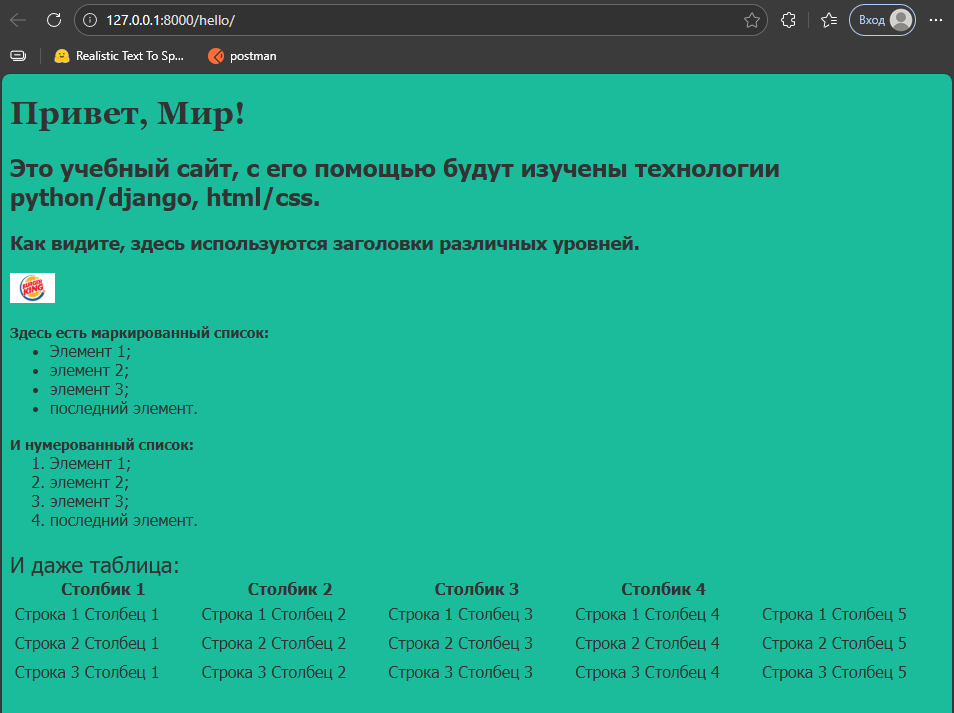 127.0.0.1:8000/hello/
Вход
Realistic Text To Sp... postman
Привет, Мир!
Это учебный сайт, с его помощью будут изучены технологии
python/django, html/css.
Как видите, здесь используются заголовки различных уровней.
BURGER
KING
Здесь есть маркированный список:
• Элемент 1;
• элемент 2;
• элемент 3;
• последний элемент.
И нумерованный список:
1. Элемент 1;
2. элемент 2;
3. элемент 3;
4. последний элемент.
И даже таблица:
Столбик 1 Столбик 2 Столбик 3 Столбик 4
Строка 1 Столбец 1 Строка 1 Столбец 2 Строка 1 Столбец 3 Строка 1 Столбец 4 Строка 1 Столбец 5
Строка 2 Столбец 1 Строка 2 Столбец 2 Строка 2 Столбец 3 Строка 2 Столбец 4 Строка 2 Столбец 5
Строка 3 Столбец 1 Строка 3 Столбец 2 Строка 3 Столбец 3 Строка 3 Столбец 4 Строка 3 Столбец 5